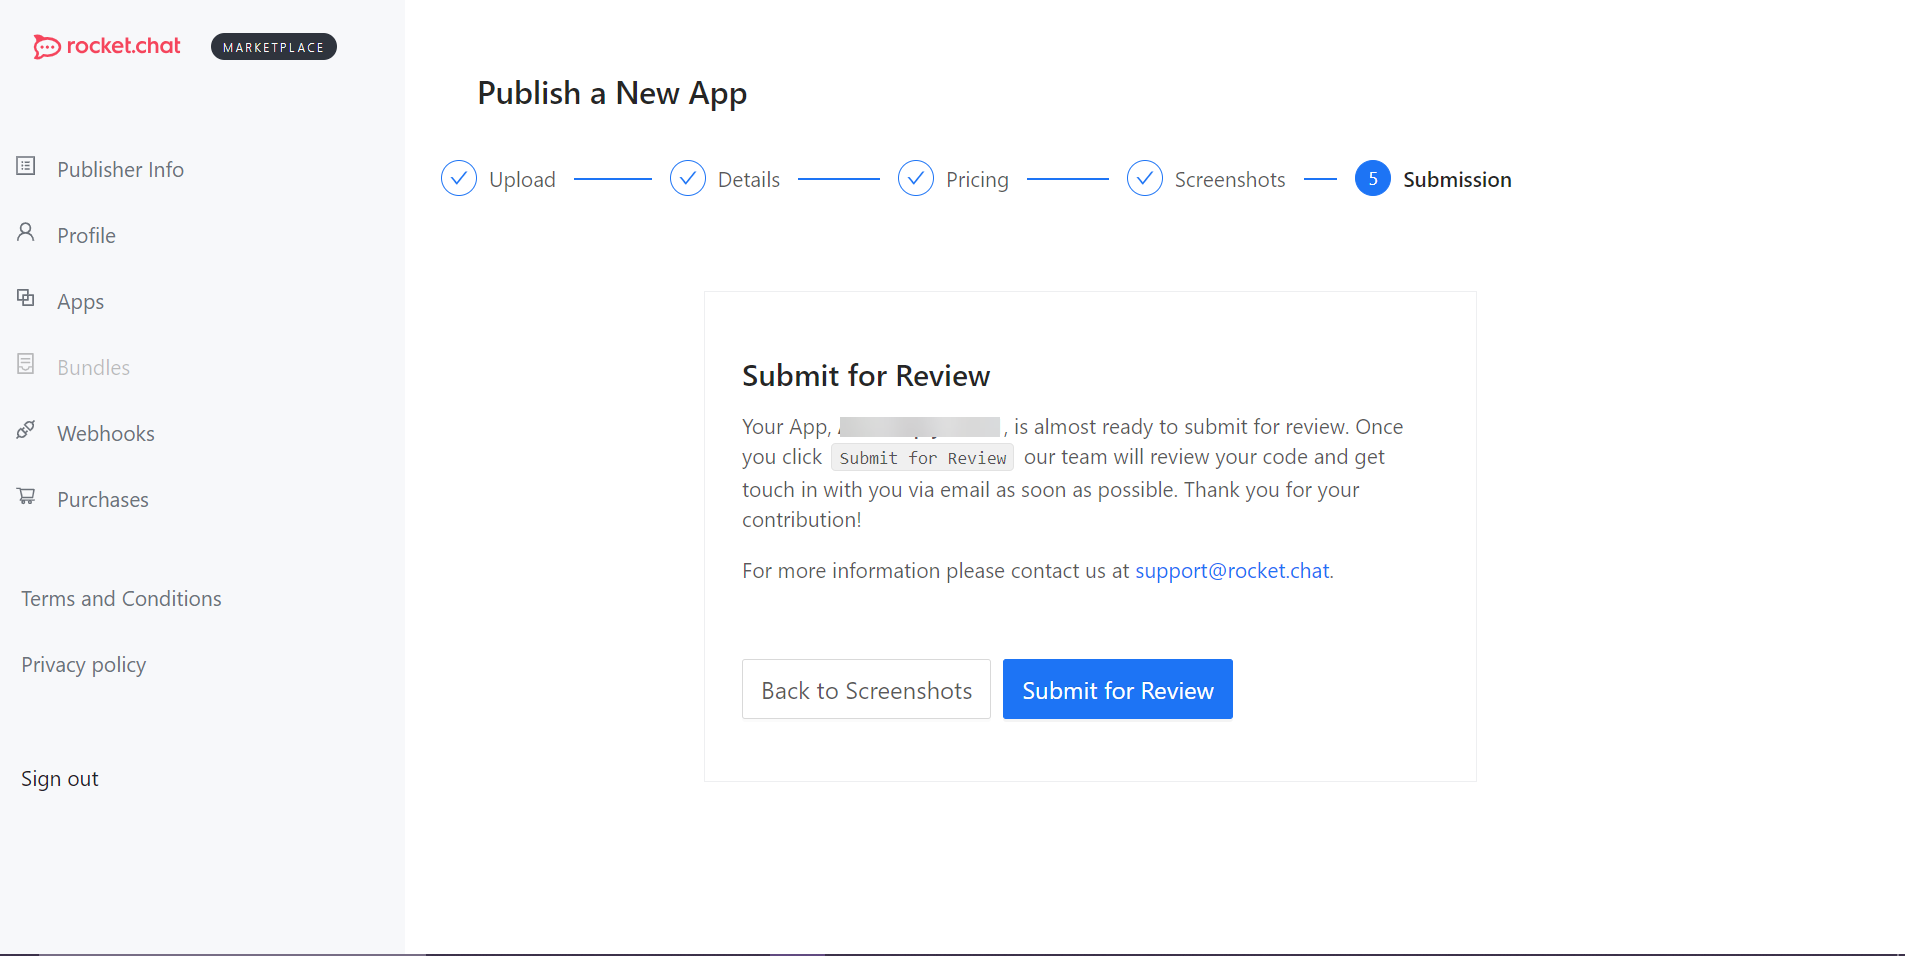 rocket.chat
MARKETPLACE
Publisher Info
Profile
Apps
Bundles
Webhooks
Purchases
Terms and Conditions
Privacy policy
Sign out
Publish a New App
Upload
Details
Pricing
Screenshots
5 Submission
Submit for Review
Your App, , is almost ready to submit for review. Once
you click Submit for Review our team will review your code and get
touch in with you via email as soon as possible. Thank you for your
contribution!
For more information please contact us at support@rocket.chat.
Back to Screenshots
Submit for Review